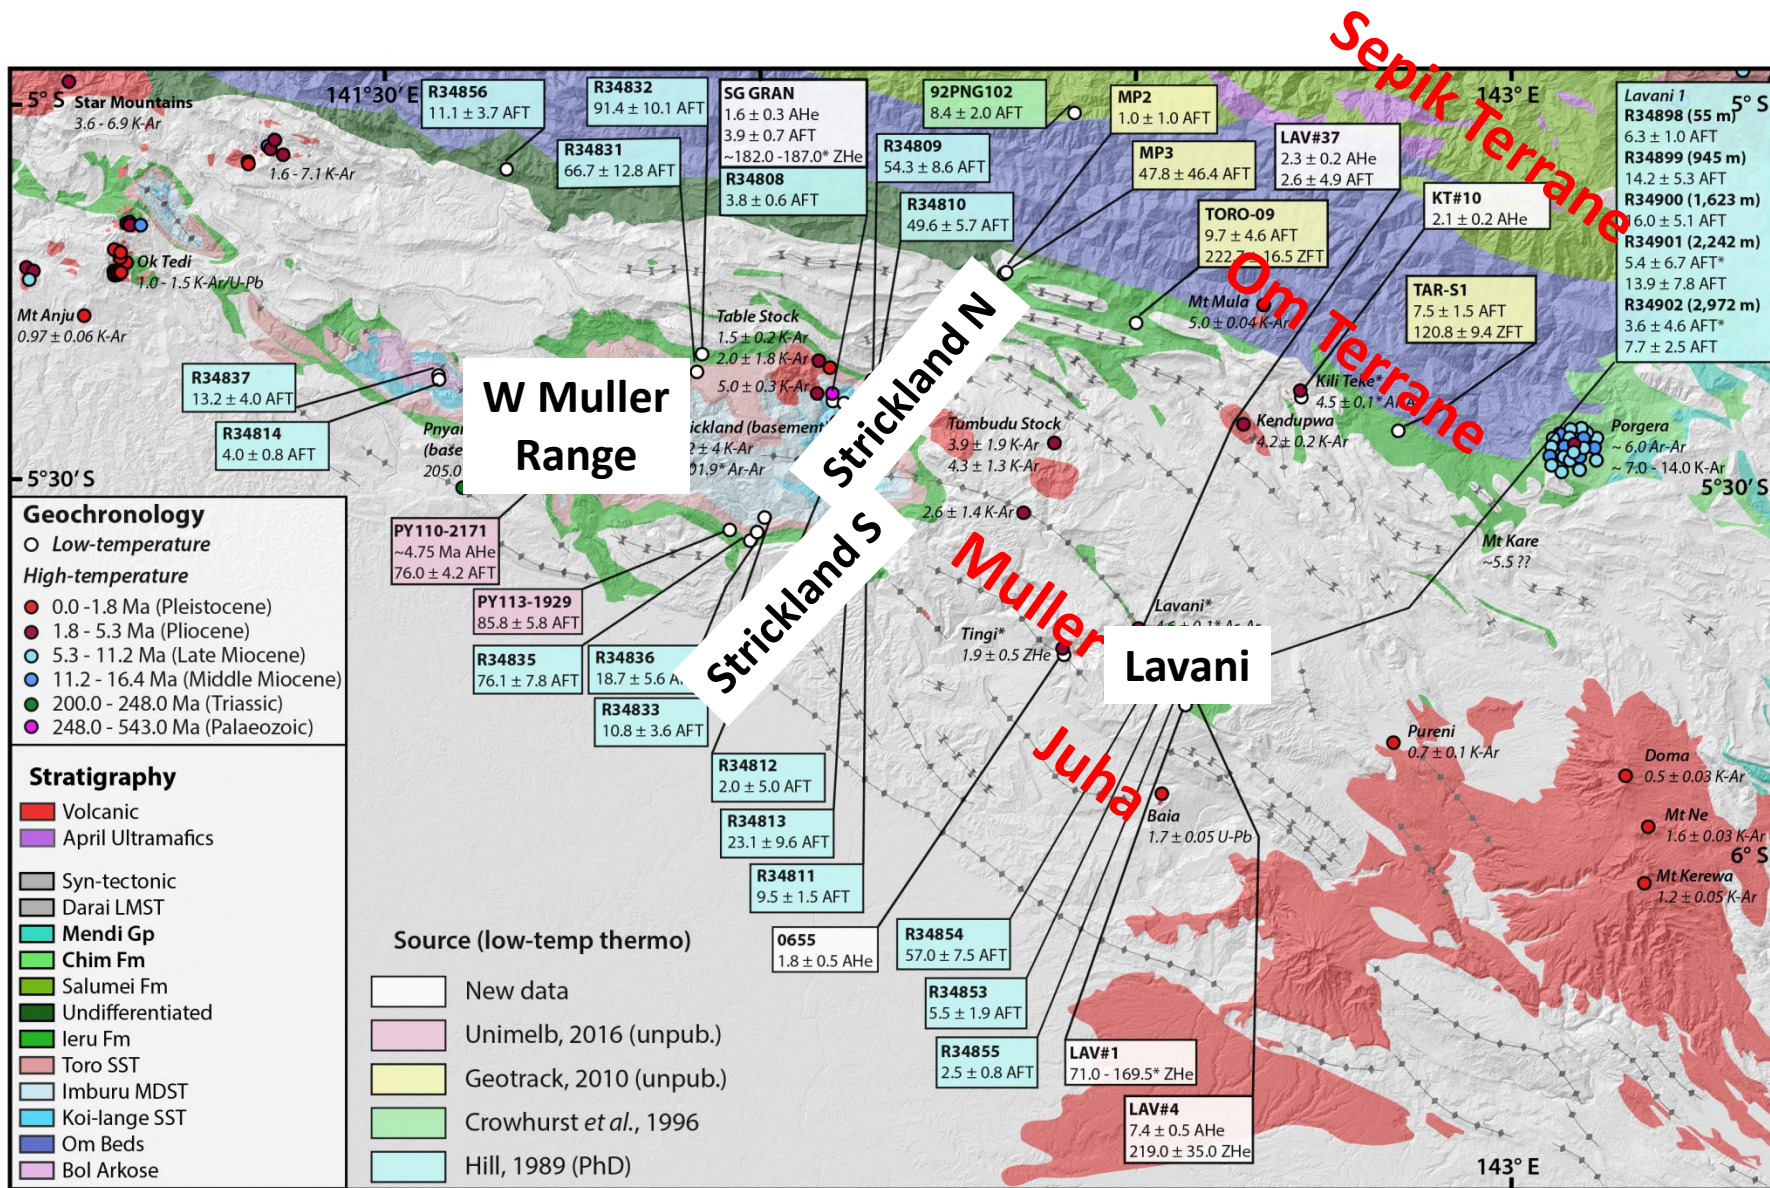 Sepik Terrane
5° S
Star Mountains
3.6 - 6.9 K-Ar
141° 30' E
143° E
5° S
R34856
11.1 ± 3.7 AFT
R34832
91.4 ± 10.1 AFT
R34831
66.7 ± 12.8 AFT
SG GRAN
1.6 ± 0.3 AHe
3.9 ± 0.7 AFT
~182.0 -187.0* ZHe
R34808
3.8 ± 0.6 AFT
R34809
54.3 ± 8.6 AFT
R34810
49.6 ± 5.7 AFT
92PNG102
8.4 ± 2.0 AFT
MP2
1.0 ± 1.0 AFT
MP3
47.8 ± 46.4 AFT
TORO-09
9.7 ± 4.6 AFT
16.5 ZFT
LAV#37
2.3 ± 0.2 AHe
2.6 ± 4.9 AFT
KT#10
2.1 ± 0.2 AHe
TAR-S1
7.5 ± 1.5 AFT
120.8 ± 9.4 ZFT
Lavani 1
R34898 (55 m)
6.3 ± 1.0 AFT
R34899 (945 m)
14.2 ± 5.3 AFT
R34900 (1,623 m)
16.0 ± 5.1 AFT
R34901 (2,242 m)
5.4 ± 6.7 AFT*
13.9 ± 7.8 AFT
R34902 (2,972 m)
3.6 ± 4.6 AFT*
7.7 ± 2.5 AFT
1.6 - 7.1 K-Ar
Ok Tedi
1.0 - 1.5 K-Ar/U-Pb
Mt Anju
0.97 ± 0.06 K-Ar
Om Terrane
Mt Mula
5.0 ± 0.04 K-Ar
Table Stock
1.5 ± 0.2 K-Ar
2.0 ± 1.8 K-Ar
5.0 ± 0.3 K-Ar
Strickland N
R34837
13.2 ± 4.0 AFT
R34814
4.0 ± 0.8 AFT
W Muller
Range
(basement)
± 4 K-Ar
Ar-Ar
205.0
Tumbudu Stock
3.9 ± 1.9 K-Ar
4.3 ± 1.3 K-Ar
2.6 ± 1.4 K-Ar
Kili Teke*
4.5 ± 0.1*
Kendupwa
4.2 ± 0.2 K-Ar
Porgera
~ 6.0 Ar-Ar
~ 7.0 - 14.0 K-Ar
5°30' S
5°30' S
Mt Kare
~5.5 ??
Strickland S
Muller
Geochronology
Low-temperature
High-temperature
0.0 -1.8 Ma (Pleistocene)
1.8 - 5.3 Ma (Pliocene)
5.3 - 11.2 Ma (Late Miocene)
11.2 - 16.4 Ma (Middle Miocene)
200.0 - 248.0 Ma (Triassic)
248.0 - 543.0 Ma (Palaeozoic)
PY110-2171
~4.75 Ma AHe
76.0 ± 4.2 AFT
PY113-1929
85.8 ± 5.8 AFT
R34835
76.1 ± 7.8 AFT
R34836
18.7 ± 5.6
R34833
10.8 ± 3.6 AFT
R34812
2.0 ± 5.0 AFT
R34813
23.1 ± 9.6 AFT
R34811
9.5 ± 1.5 AFT
Tingi*
1.9 ± 0.5 ZHe
Lavani*
Lavani
Juha
Baia
1.7 ± 0.05 U-Pb
Pureni
0.7 ± 0.1 K-Ar
Doma
0.5 ± 0.03 K-Ar
Mt Ne
1.6 ± 0.03 K-Ar
6° S
Mt Kerewa
1.2 ± 0.05 K-Ar
Stratigraphy
Volcanic
April Ultramafics
Syn-tectonic
Darai LMST
Mendi Gp
Chim Fm
Salumei Fm
Undifferentiated
Ieru Fm
Toro SST
Imburu MDST
Koi-Iange SST
Om Beds
Bol Arkose
Source (low-temp thermo)
New data
Unimelb, 2016 (unpub.)
Geotrack, 2010 (unpub.)
Crowhurst et al., 1996
Hill, 1989 (PhD)
0655
1.8 ± 0.5 AHe
R34854
57.0 ± 7.5 AFT
R34853
5.5 ± 1.9 AFT
R34855
2.5 ± 0.8 AFT
LAV#1
71.0 - 169.5* ZHe
LAV#4
7.4 ± 0.5 AHe
219.0 ± 35.0 ZHe
143° E